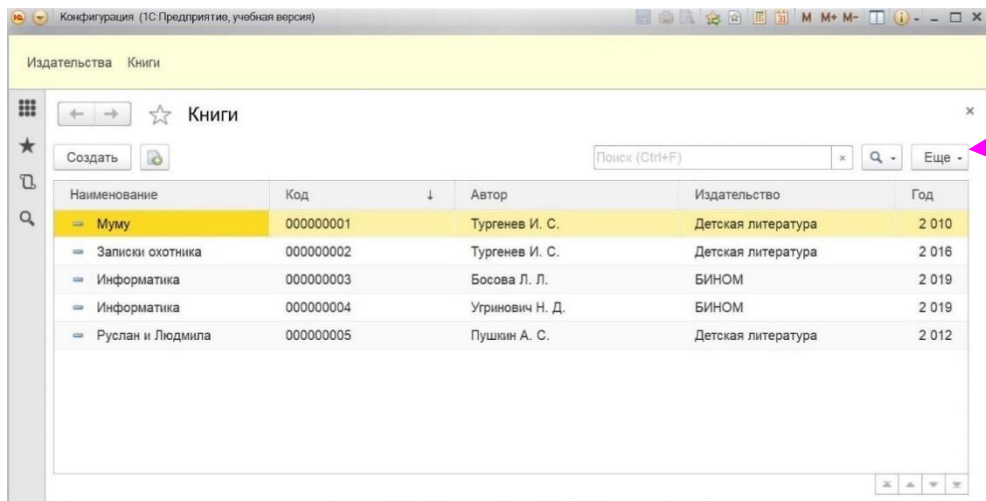 Конфигурация (1С:Предприятие, учебная версия) M M+ M-
Издательства Книги
Книги
Создать Поиск (Ctrl+F) Еще
Наименование Код Автор Издательство Год
Муму 000000001 Тургенев И. С. Детская литература 2 010
Записки охотника 000000002 Тургенев И. С. Детская литература 2 016
Информатика 000000003 Босова Л. Л. БИНОМ 2 019
Информатика 000000004 Угринович Н. Д. БИНОМ 2 019
Руслан и Людмила 000000005 Пушкин А. С. Детская литература 2 012